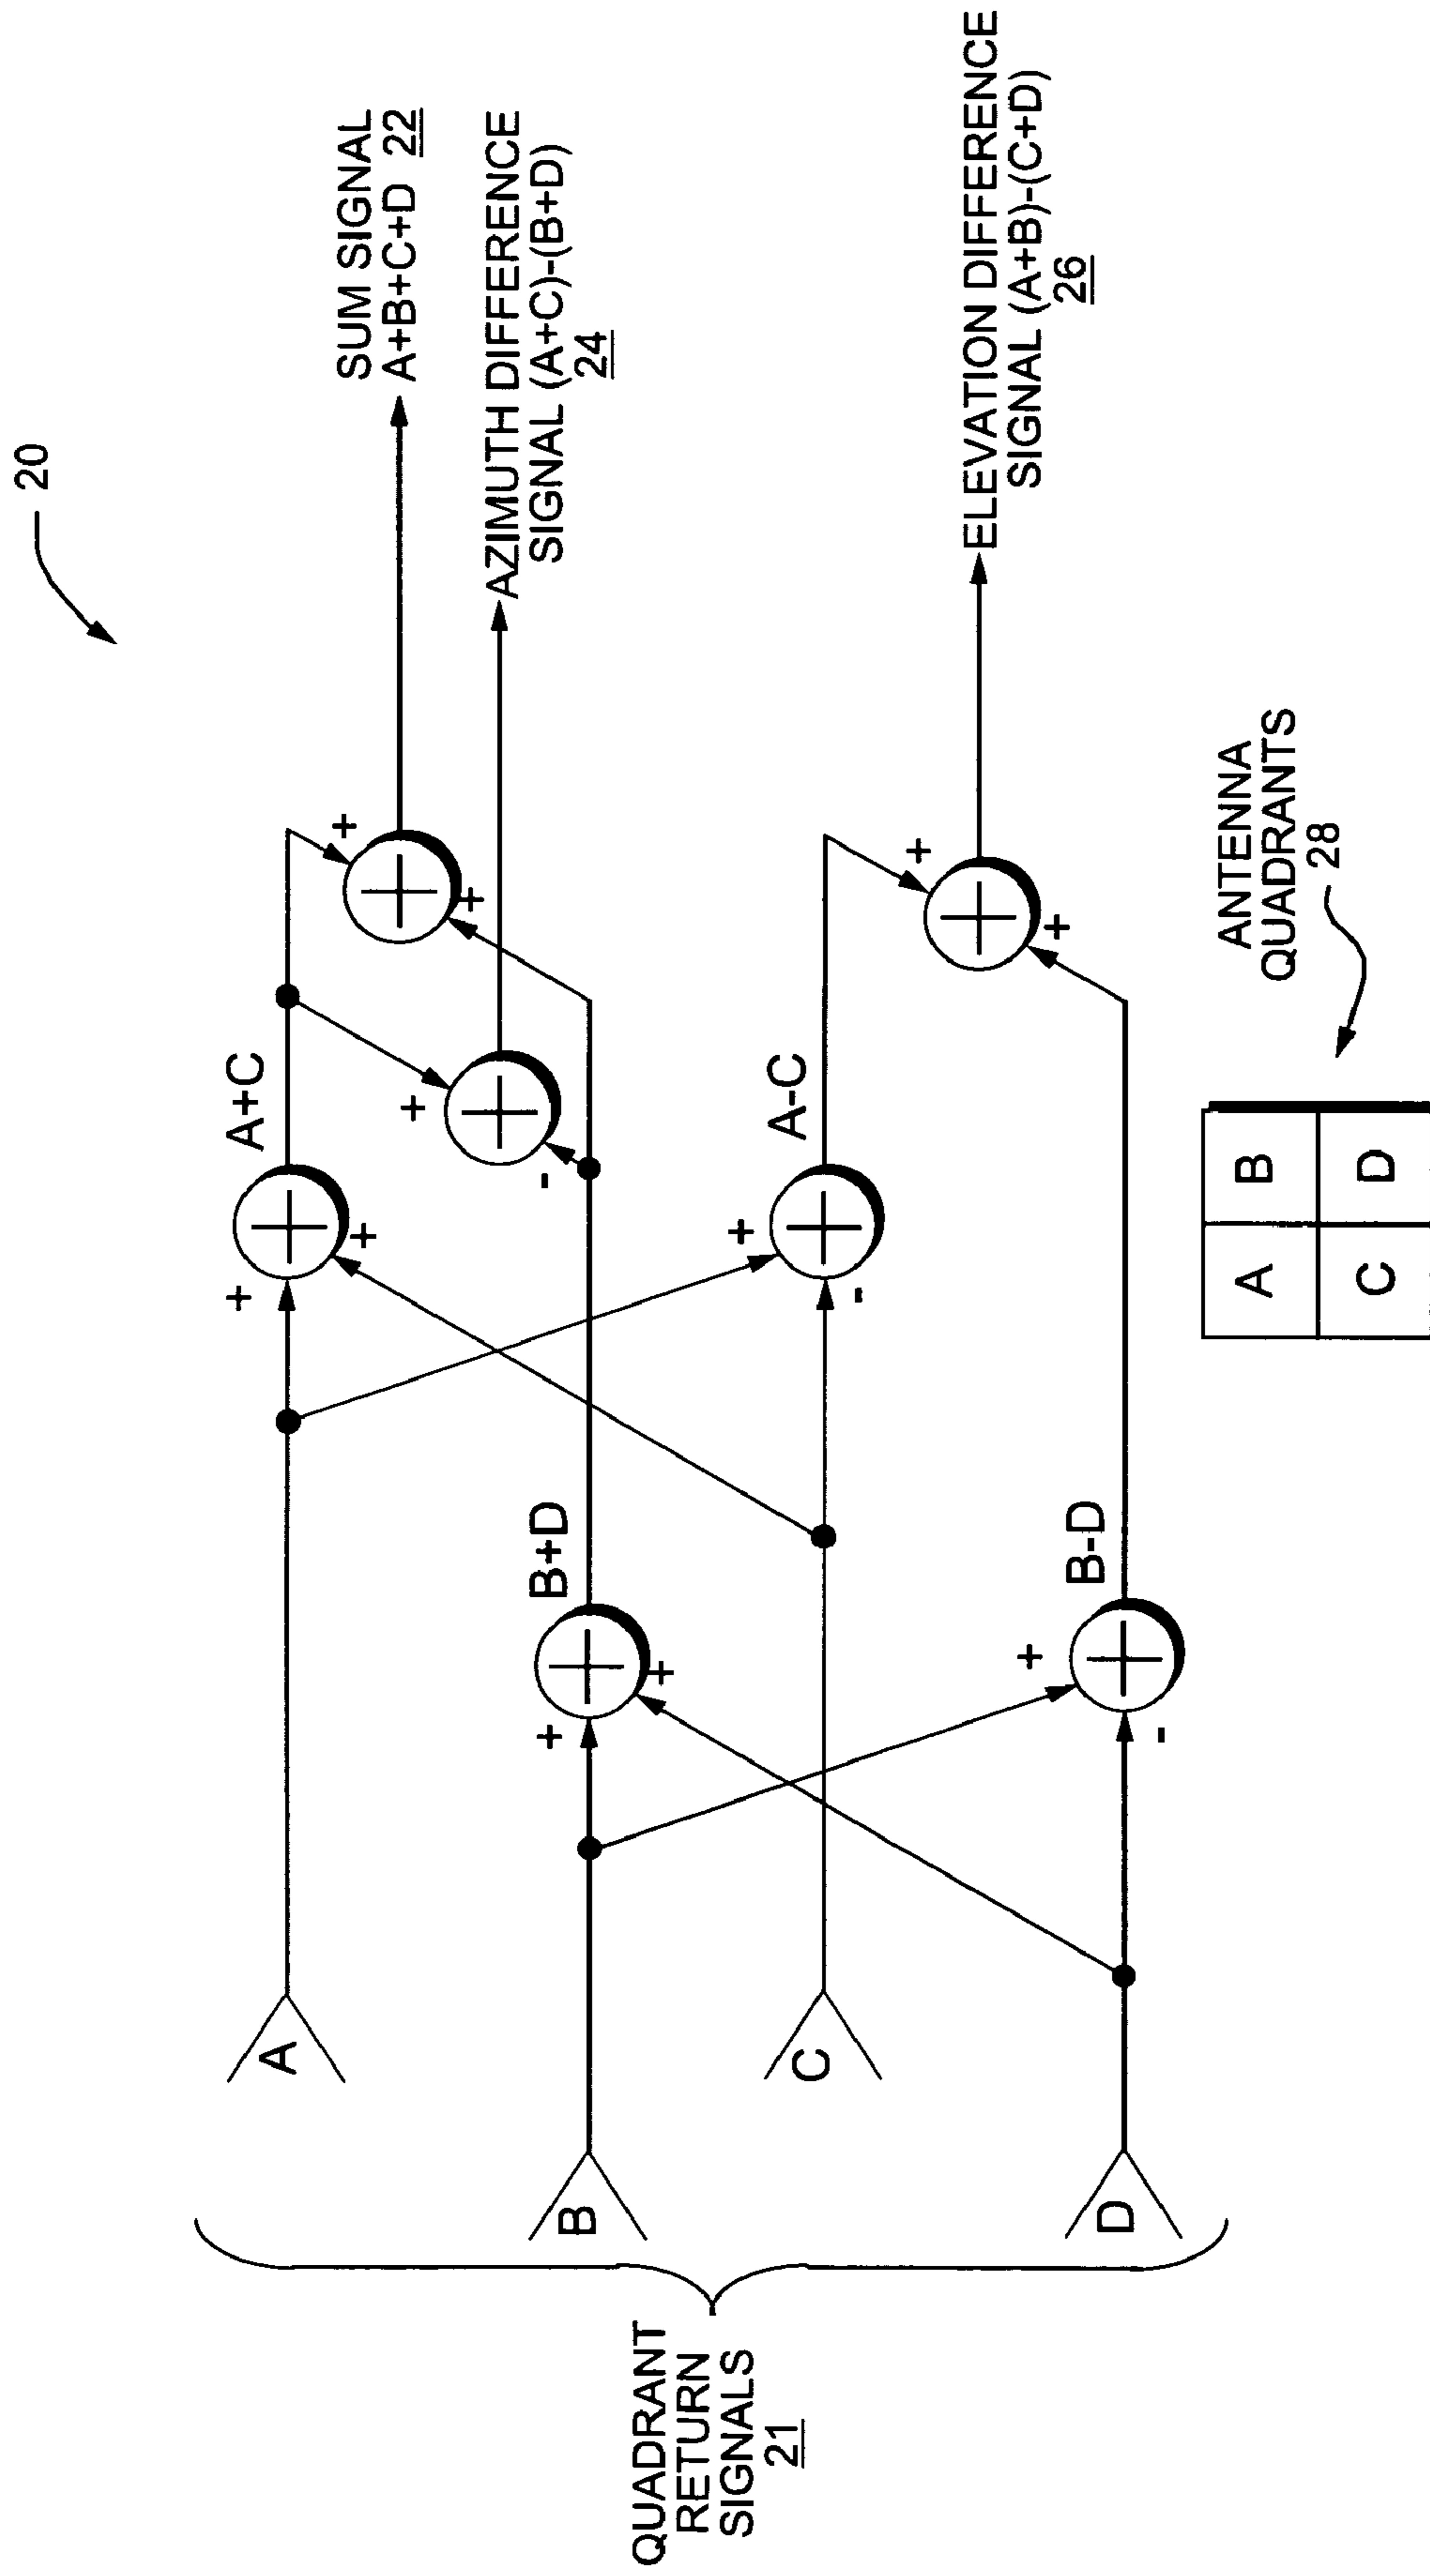 20
SUM SIGNAL
A+B+C+D 22
AZIMUTH DIFFERENCE
SIGNAL (A+C)-(B+D)
24
ELEVATION DIFFERENCE
SIGNAL (A+B)-(C+D)
26
QUADRANT
RETURN
SIGNALS
21
A
B
C
D
+
+
A+C
+
+
B+D
+
-
A-C
+
-
B-D
+
+
+
-
+
+
ANTENNA
QUADRANTS
28
A B
C D